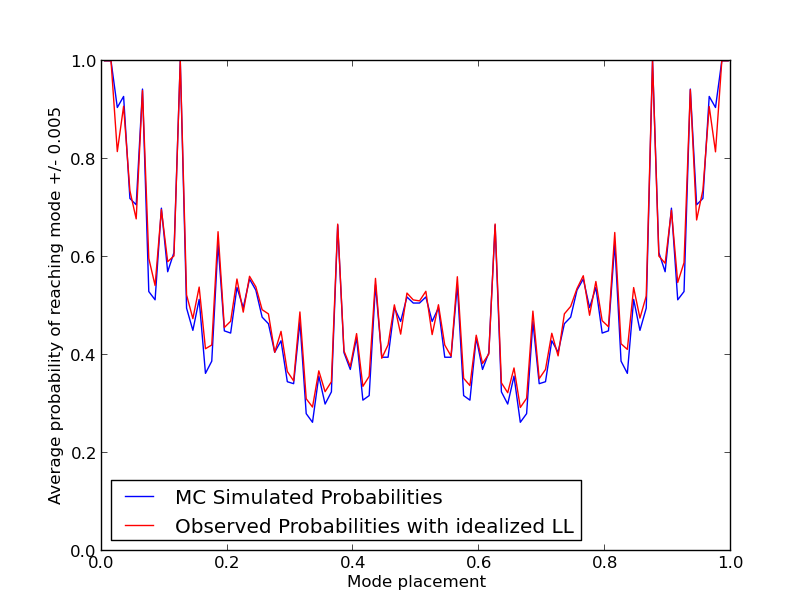 Average probability of reaching mode +/- 0.005
1.0
0.8
0.6
0.4
0.2
0.0
MC Simulated Probabilities
Observed Probabilities with idealized LL
0.0 0.2 0.4 0.6 0.8 1.0
Mode placement